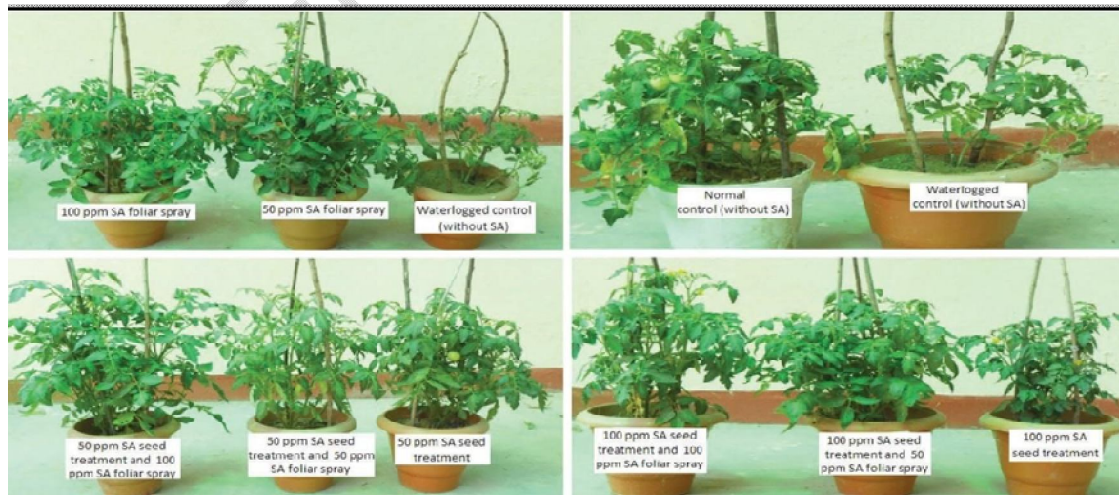 100 ppm SA foliar spray
50 ppm SA foliar spray
Waterlogged control
(without SA)
Normal
control (without SA)
Waterlogged
control (without SA)
50 ppm SA seed
treatment and 100
ppm SA foliar spray
50 ppm SA seed
treatment and 50 ppm
SA foliar spray
50 ppm SA seed
treatment
100 ppm SA seed
treatment and 100
ppm SA foliar spray
100 ppm SA seed
treatment and 50
ppm SA foliar spray
100 ppm SA
seed treatment